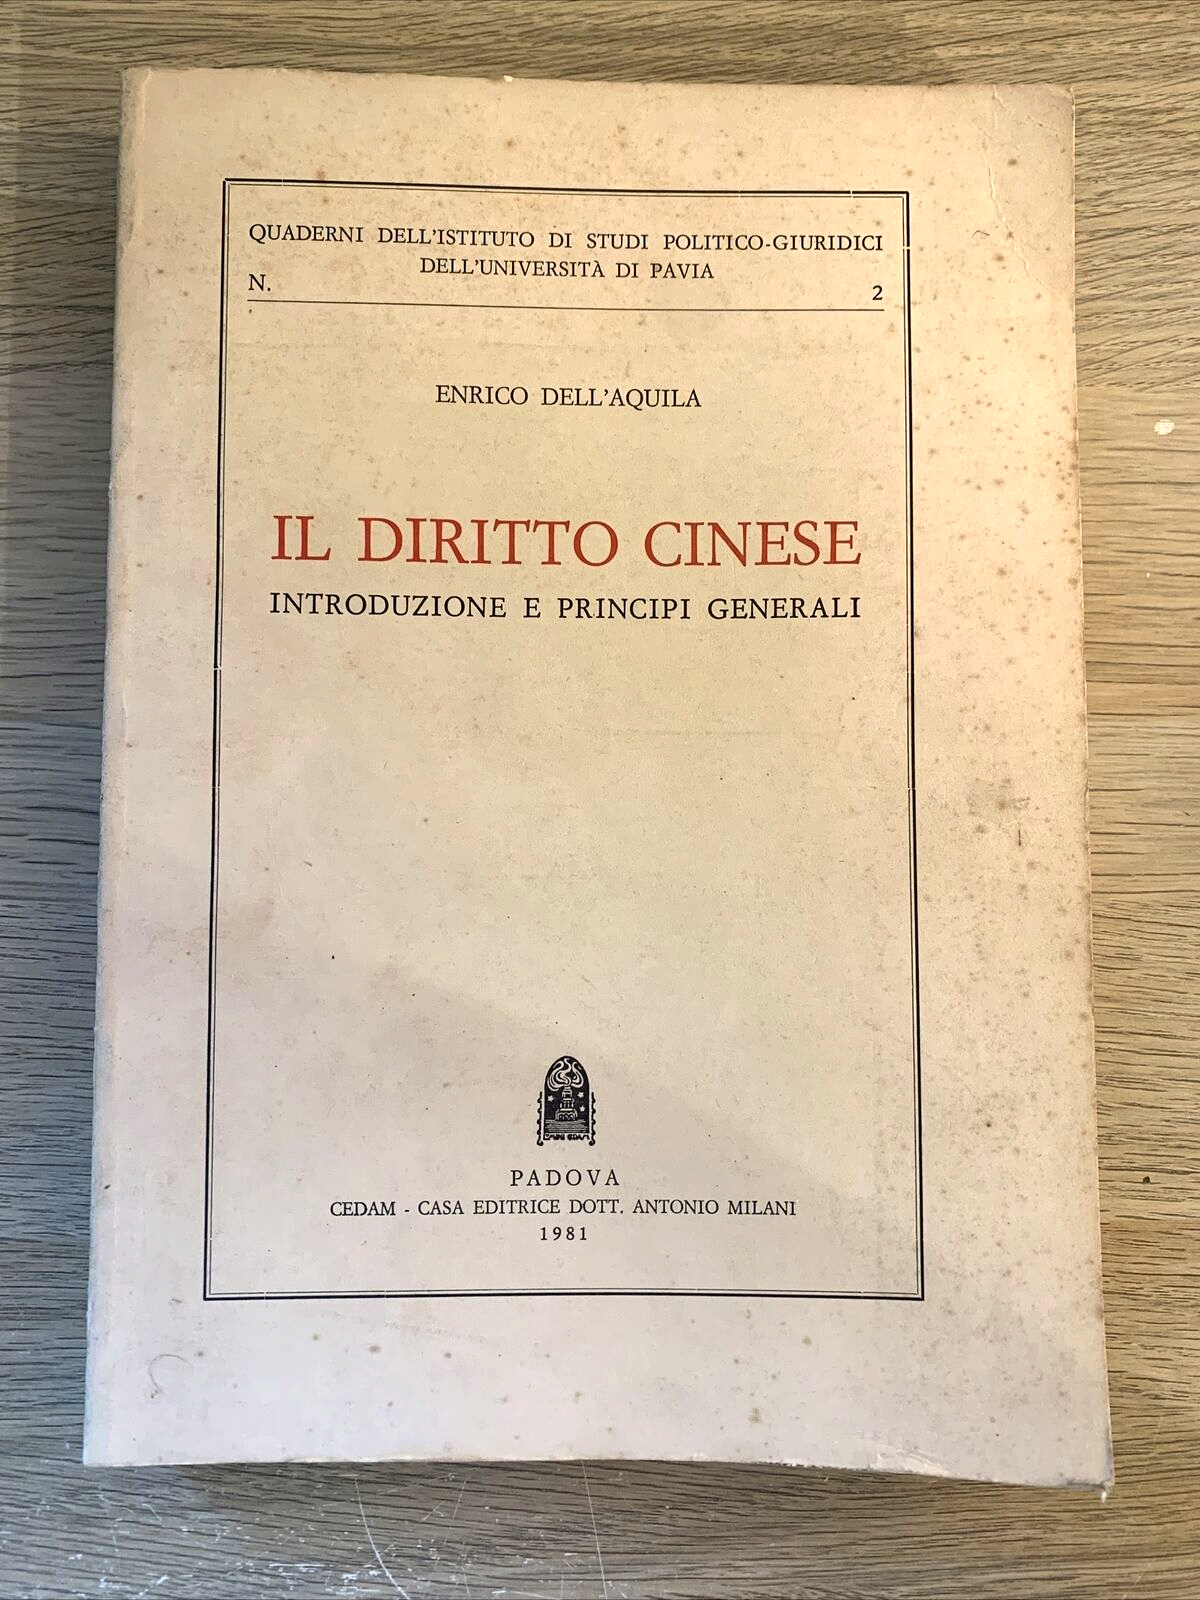 QUADERNI DELL'ISTITUTO DI STUDI POLITICO-GIURIDICI
DELL'UNIVERSITÀ DI PAVIA
N. 2
ENRICO DELL'AQUILA
IL DIRITTO CINESE
INTRODUZIONE E PRINCIPI GENERALI
PADOVA
CEDAM - CASA EDITRICE DOTT. ANTONIO MILANI
1981